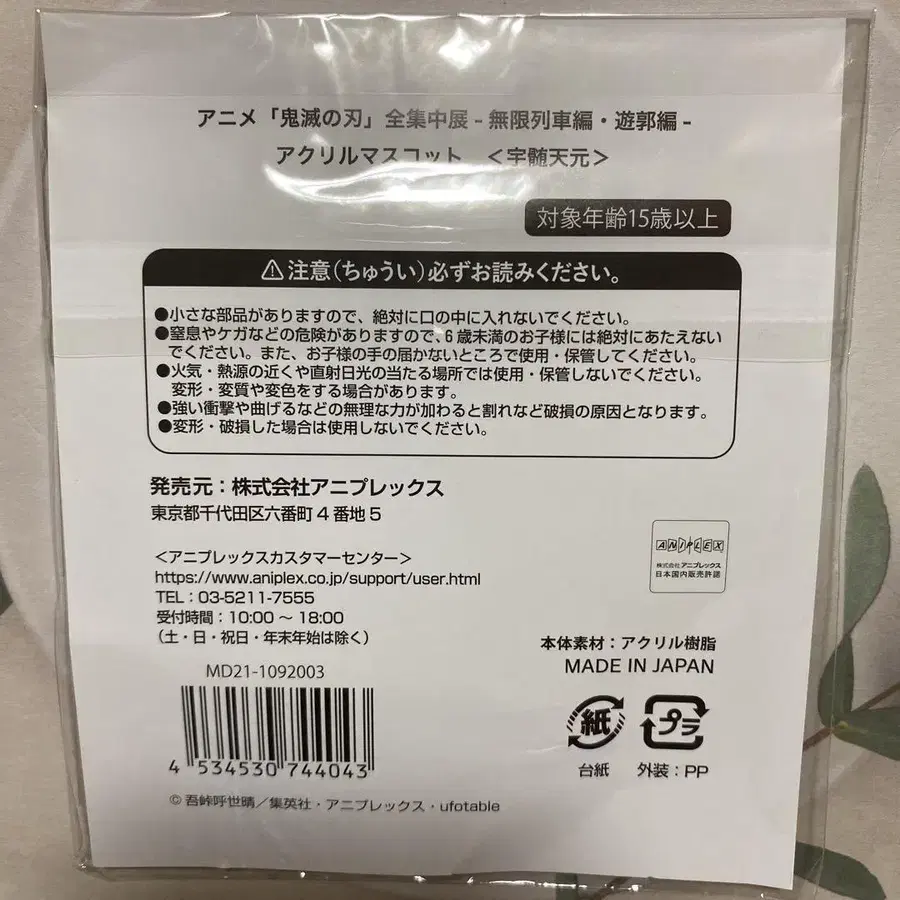 アニメ「鬼滅の刃」全集中展 - 無限列車編・遊郭編 -
アクリルマスコット ＜宇髄天元＞
対象年齢15歳以上
⚠注意（ちゅうい）必ずお読みください。
●小さな部品がありますので、絶対に口の中に入れないでください。
●窒息やケガなどの危険がありますので、6歳未満のお子様には絶対にあたえない
でください。また、お子様の手の届かないところで使用・保管してください。
●火気・熱源の近くや直射日光の当たる場所では使用・保管しないでください。
変形・変質や変色をする場合があります。
●強い衝撃や曲げるなどの無理な力が加わると割れなど破損の原因となります。
●変形・破損した場合は使用しないでください。
発売元：株式会社アニプレックス
東京都千代田区六番町4番地5
＜アニプレックスカスタマーセンター＞
https://www.aniplex.co.jp/support/user.html
TEL：03-5211-7555
受付時間：10:00 ～ 18:00
（土・日・祝日・年末年始は除く）
ANIPLEX
株式会社アニプレックス
日本国内販売許諾
本体素材：アクリル樹脂
MADE IN JAPAN
MD21-1092003
4 534530 744043
紙
台紙
プラ
外装：PP
© 吾峠呼世晴／集英社・アニプレックス・ufotable